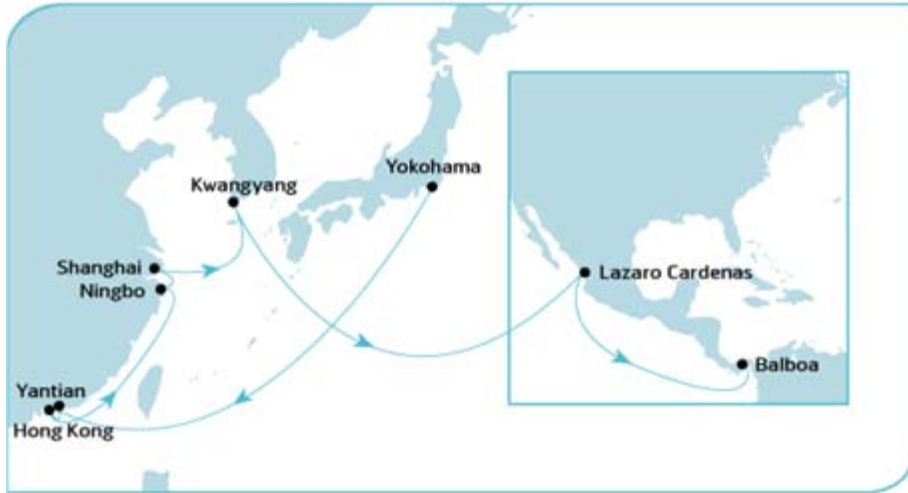 Yokohama
Kwangyang
Shanghai
Ningbo
Lazaro Cardenas
Balboa
Yantian
Hong Kong